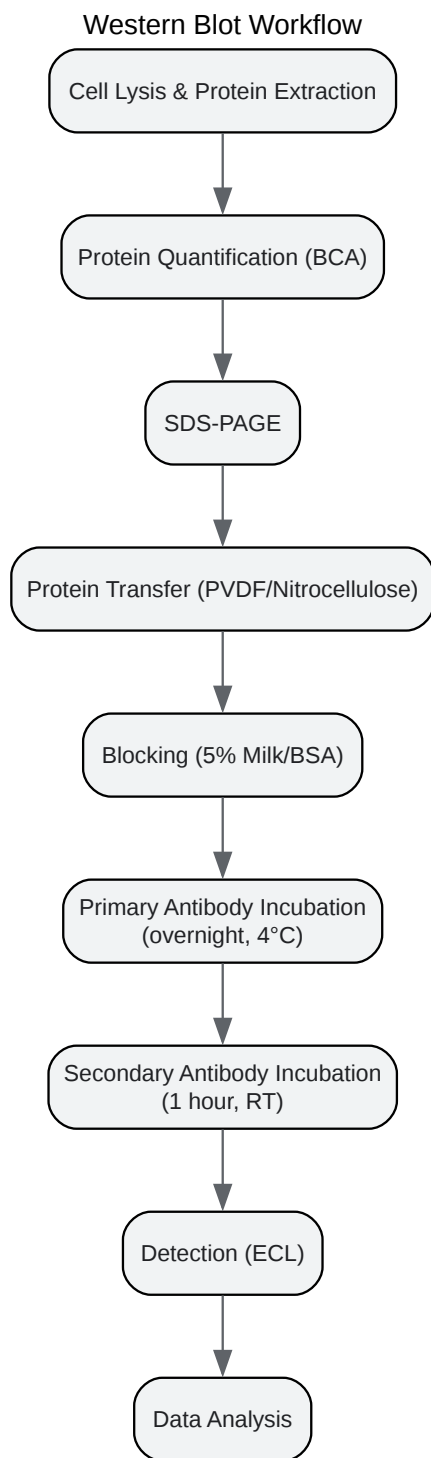 Western Blot Workflow
Cell Lysis & Protein Extraction
Protein Quantification (BCA)
SDS-PAGE
Protein Transfer (PVDF/Nitrocellulose)
Blocking (5% Milk/BSA)
Primary Antibody Incubation
(overnight, 4°C)
Secondary Antibody Incubation
(1 hour, RT)
Detection (ECL)
Data Analysis